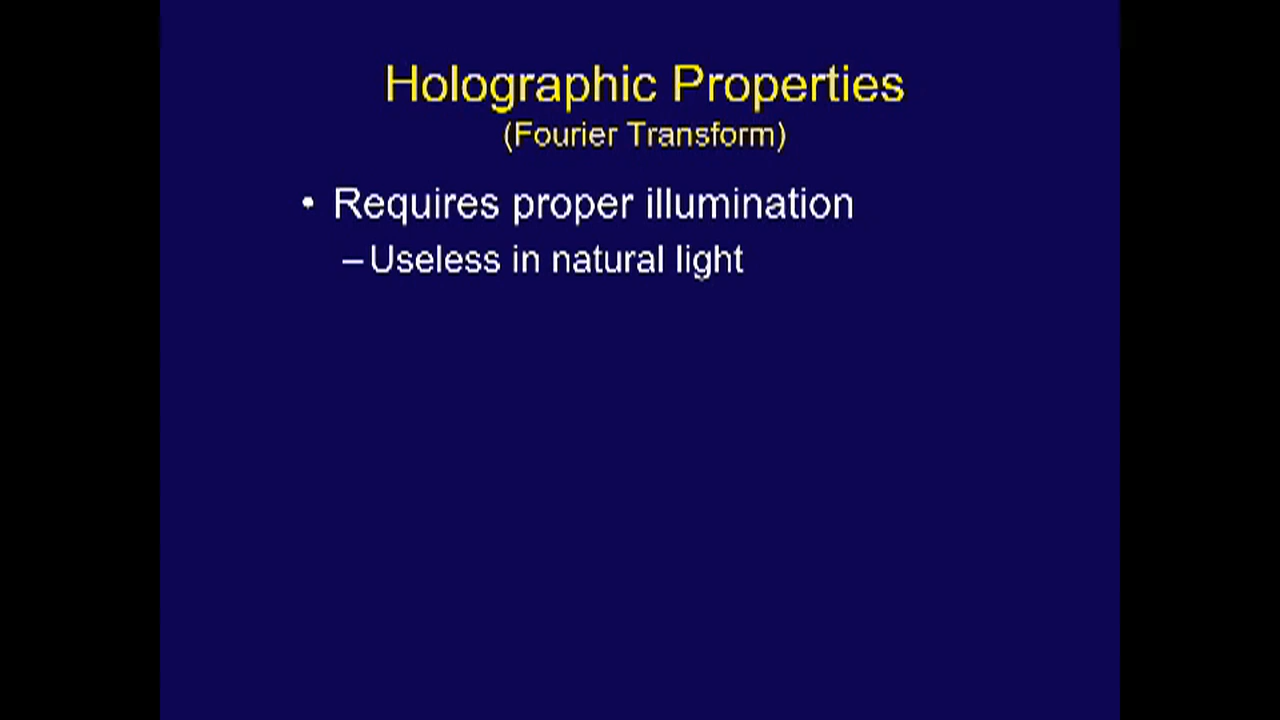 Holographic Properties
(Fourier Transform)
• Requires proper illumination
–Useless in natural light